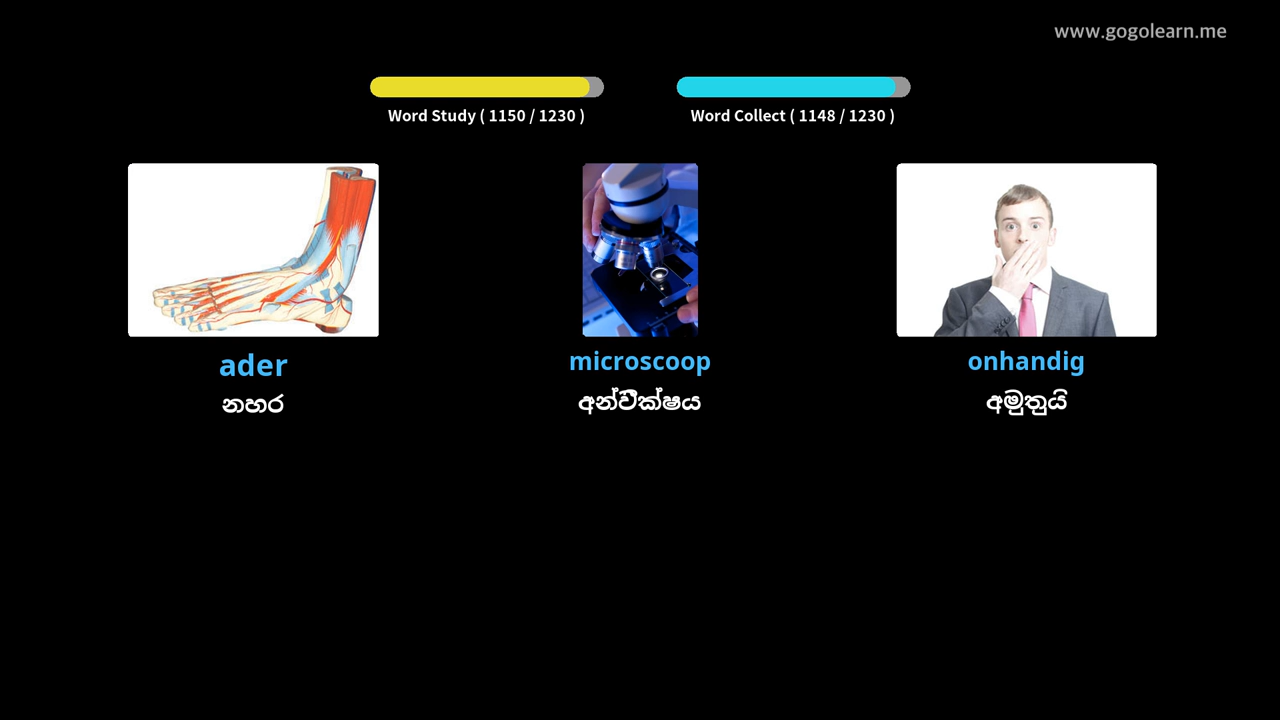 www.gogolearn.me
Word Study ( 1150 / 1230 )
Word Collect ( 1148 / 1230 )
ader
නහර
microscoop
අන්වීක්ෂය
onhandig
අමුතුයි